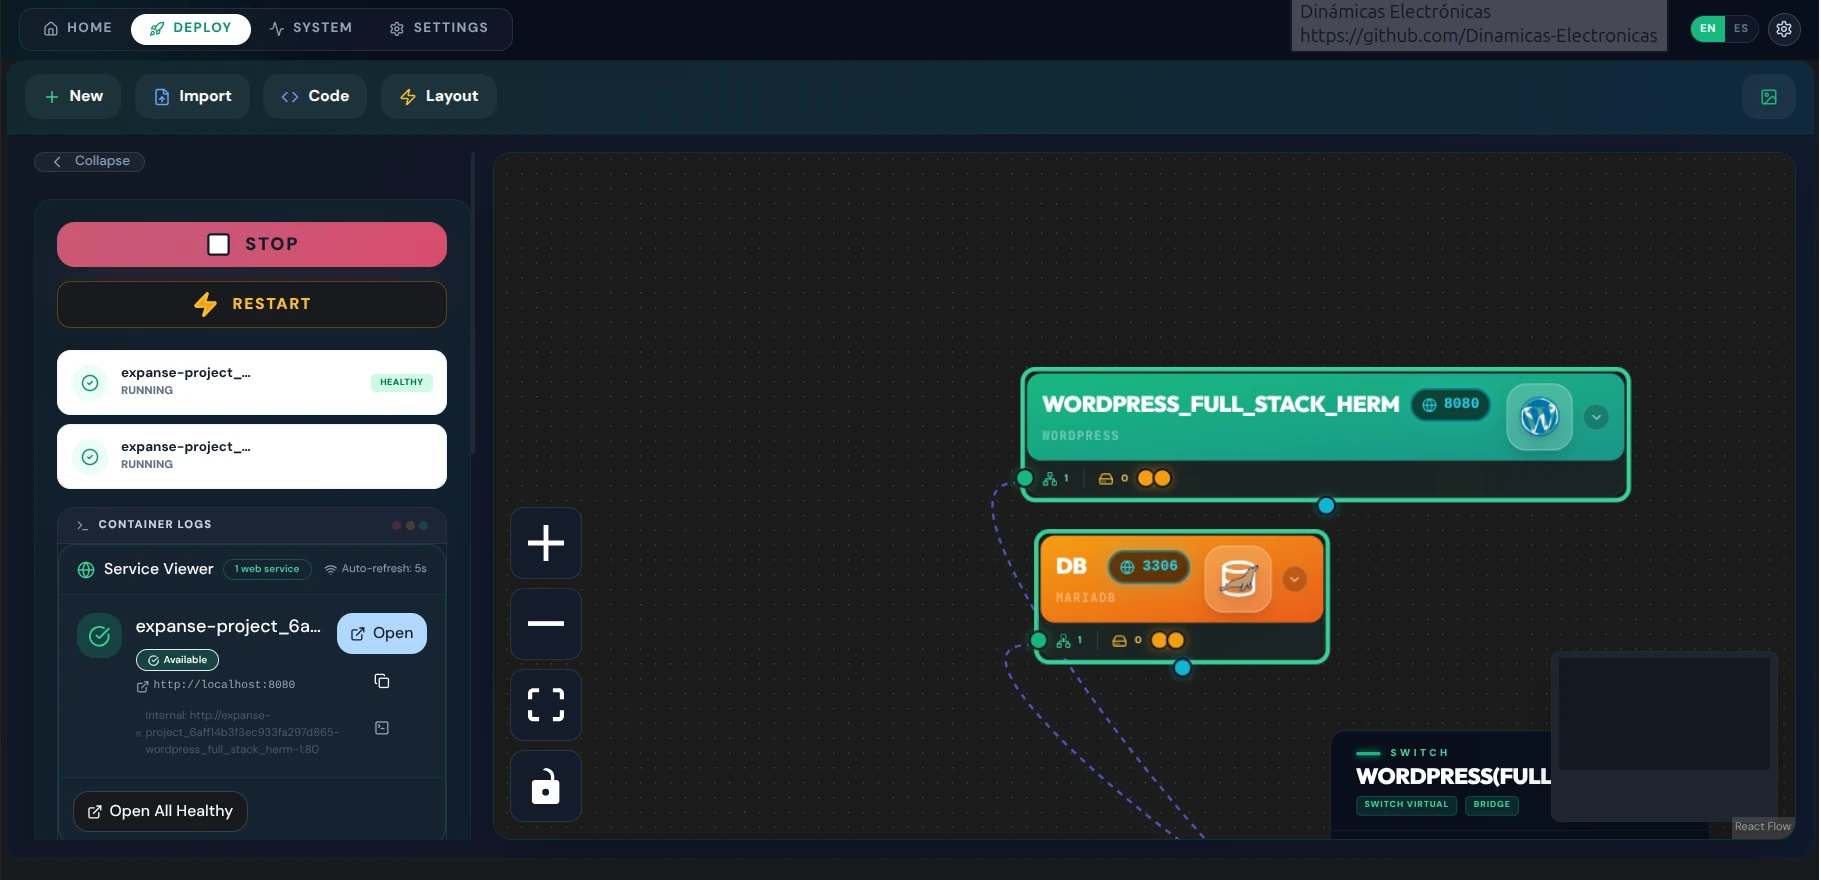 HOME
DEPLOY
SYSTEM
SETTINGS
Dinámicas Electrónicas
https://github.com/Dinamicas-Electronicas
EN
ES
New
Import
Code
Layout
Collapse
STOP
RESTART
expanse-project_...
RUNNING
HEALTHY
expanse-project_...
RUNNING
CONTAINER LOGS
Service Viewer
1 web service
Auto-refresh: 5s
expanse-project_6a...
Open
Available
http://localhost:8080
Internal: http://expanse-
project_6aff14b3f3ec933fa297d865-
wordpress_full_stack_herm-1:80
Open All Healthy
WORDPRESS_FULL_STACK_HERM
8080
WORDPRESS
1
0
DB
3306
MARIADB
1
0
SWITCH
WORDPRESS(FULL
SWITCH VIRTUAL
BRIDGE
React Flow